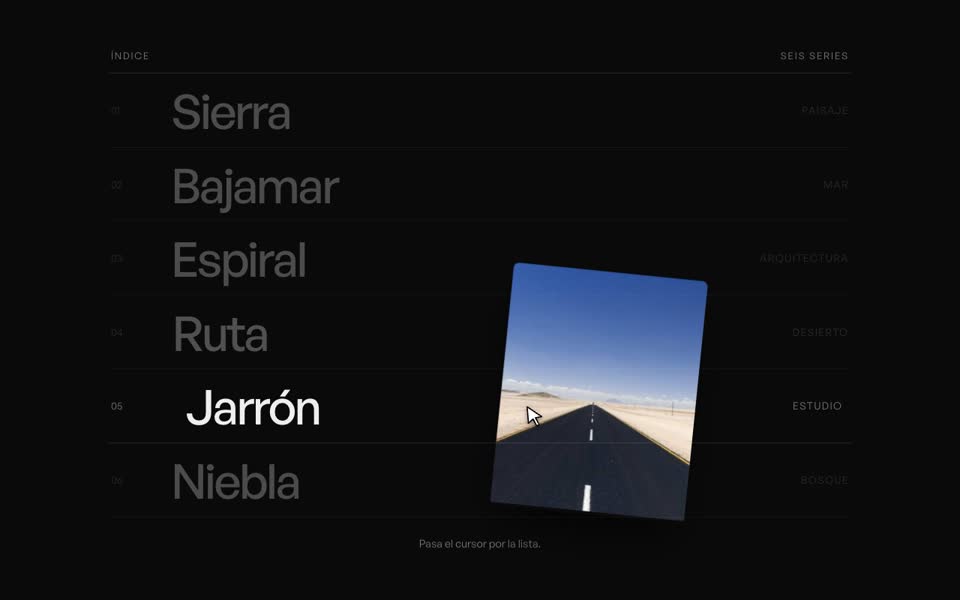 ÍNDICE SEIS SERIES
01 Sierra PAISAJE
02 Bajamar MAR
03 Espiral ARQUITECTURA
04 Ruta DESIERTO
05 Jarrón ESTUDIO
06 Niebla BOSQUE
Pasa el cursor por la lista.